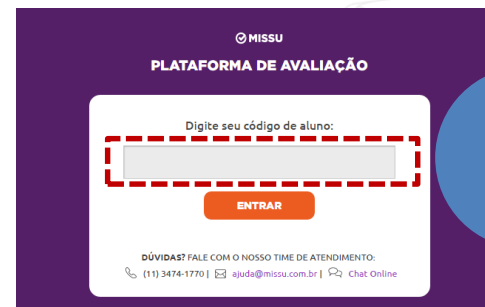 MISSU
PLATAFORMA DE AVALIAÇÃO
Digite seu código de aluno:
ENTRAR
DÚVIDAS? FALE COM O NOSSO TIME DE ATENDIMENTO:
(11) 3474-1770 | ajuda@missu.com.br | Chat Online